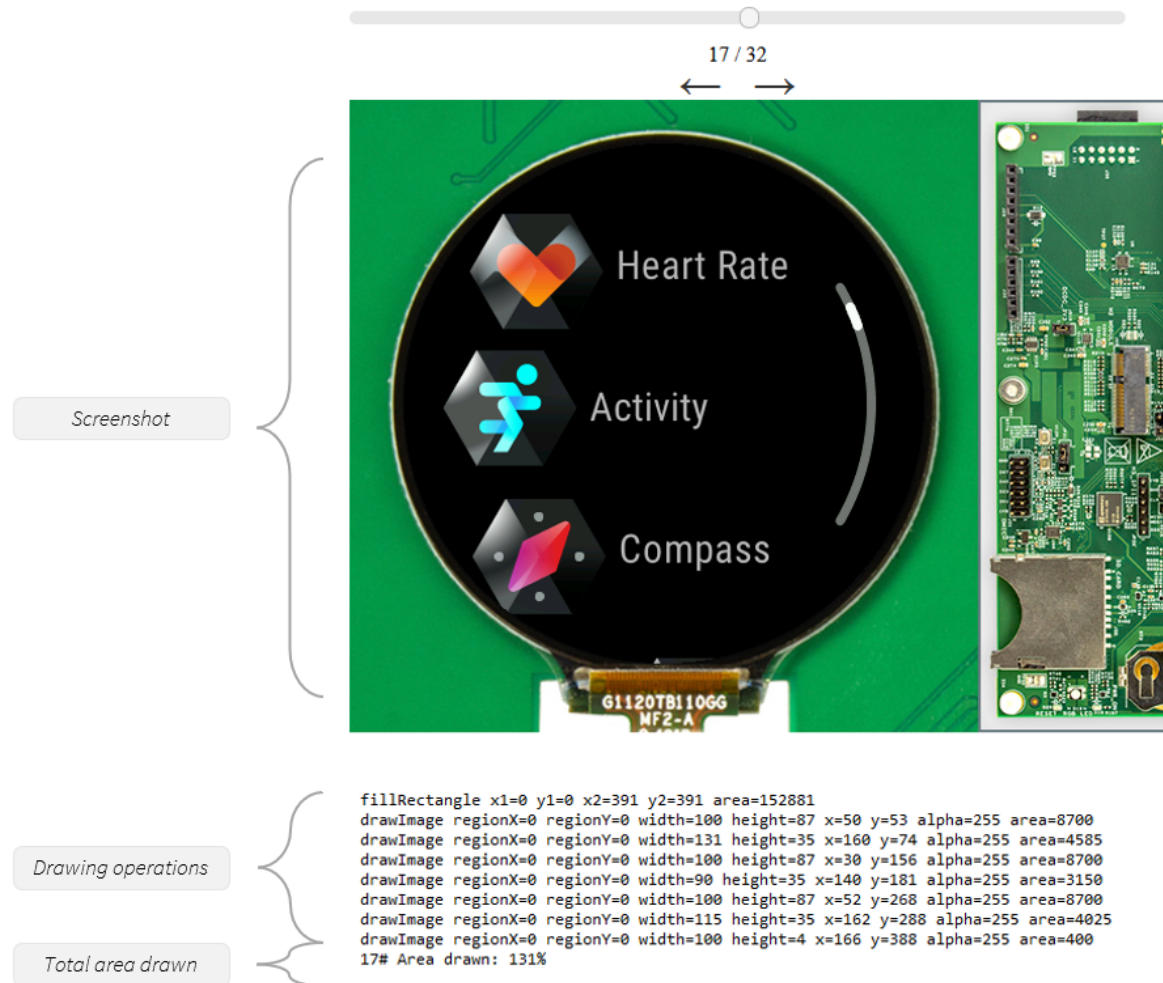 17 / 32
← →
Heart Rate
Activity
Compass
G1120TB110GG
MF2-A
RESET RGB LED
Screenshot
Drawing operations
Total area drawn
fillRectangle x1=0 y1=0 x2=391 y2=391 area=152881
drawImage regionX=0 regionY=0 width=100 height=87 x=50 y=53 alpha=255 area=8700
drawImage regionX=0 regionY=0 width=131 height=35 x=160 y=74 alpha=255 area=4585
drawImage regionX=0 regionY=0 width=100 height=87 x=30 y=156 alpha=255 area=8700
drawImage regionX=0 regionY=0 width=90 height=35 x=140 y=181 alpha=255 area=3150
drawImage regionX=0 regionY=0 width=100 height=87 x=52 y=268 alpha=255 area=8700
drawImage regionX=0 regionY=0 width=115 height=35 x=162 y=288 alpha=255 area=4025
drawImage regionX=0 regionY=0 width=100 height=4 x=166 y=388 alpha=255 area=400
17# Area drawn: 131%